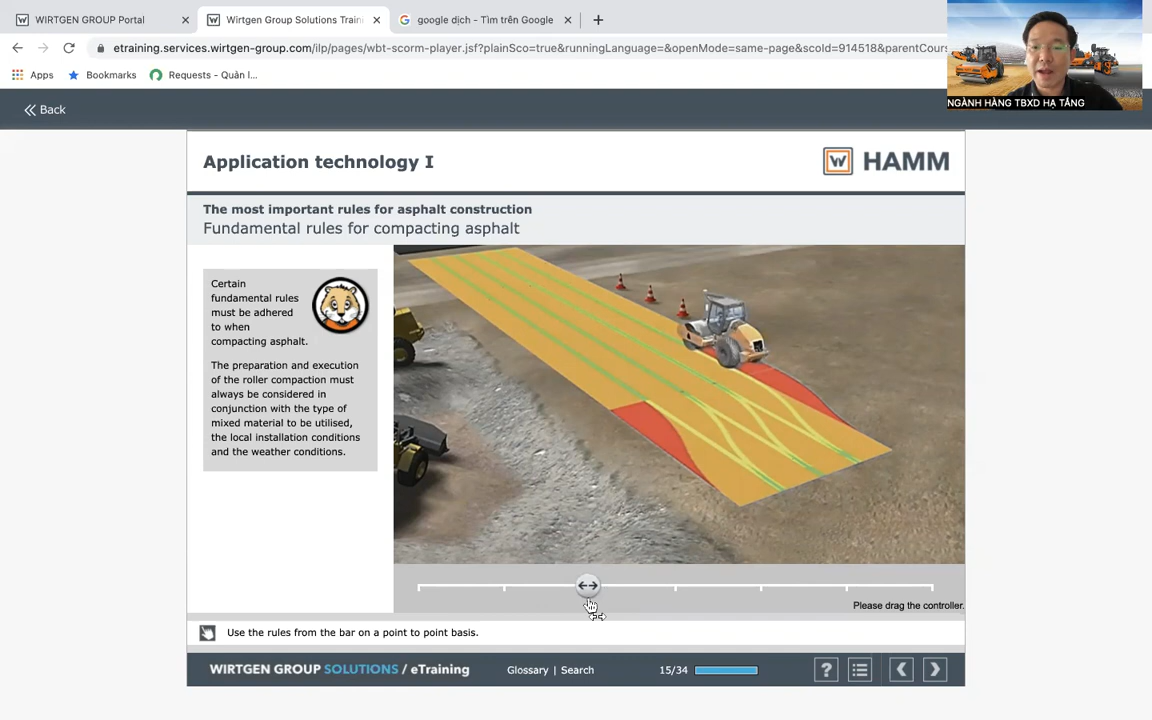 WIRTGEN GROUP Portal
Wirtgen Group Solutions Traini
google dịch - Tìm trên Google
etraining.services.wirtgen-group.com/ilp/pages/wbt-scorm-player.jsf?plainSco=true&runningLanguage=&openMode=same-page&scoId=914518&parentCours
Apps
Bookmarks
Requests - Quản l...
NGÀNH HÀNG TBXD HẠ TẦNG
Back
Application technology I
W HAMM
The most important rules for asphalt construction
Fundamental rules for compacting asphalt
Certain
fundamental rules
must be adhered
to when
compacting asphalt.
The preparation and execution
of the roller compaction must
always be considered in
conjunction with the type of
mixed material to be utilised,
the local installation conditions
and the weather conditions.
Please drag the controller.
Use the rules from the bar on a point to point basis.
WIRTGEN GROUP SOLUTIONS / eTraining
Glossary | Search
15/34
?